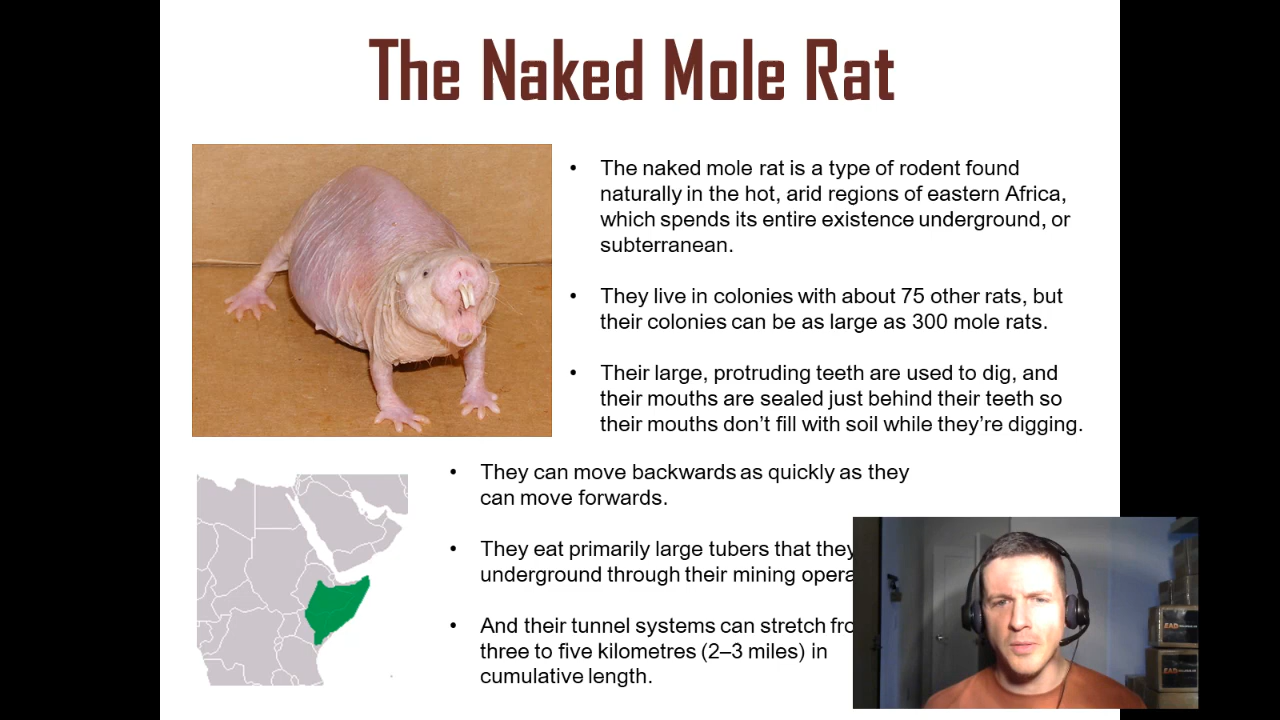 The Naked Mole Rat
• The naked mole rat is a type of rodent found
naturally in the hot, arid regions of eastern Africa,
which spends its entire existence underground, or
subterranean.
• They live in colonies with about 75 other rats, but
their colonies can be as large as 300 mole rats.
• Their large, protruding teeth are used to dig, and
their mouths are sealed just behind their teeth so
their mouths don’t fill with soil while they’re digging.
• They can move backwards as quickly as they
can move forwards.
• They eat primarily large tubers that they
underground through their mining opera
• And their tunnel systems can stretch fro
three to five kilometres (2–3 miles) in
cumulative length.